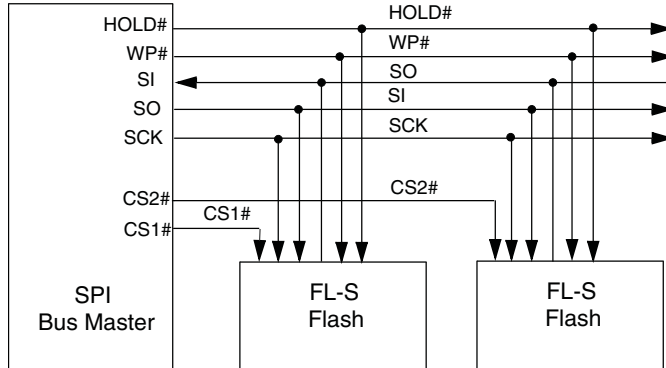 HOLD#
HOLD#
WP#
WP#
SI
SO
SO
SI
SCK
SCK
CS2#
CS2#
CS1#
CS1#
SPI
Bus Master
FL-S
Flash
FL-S
Flash